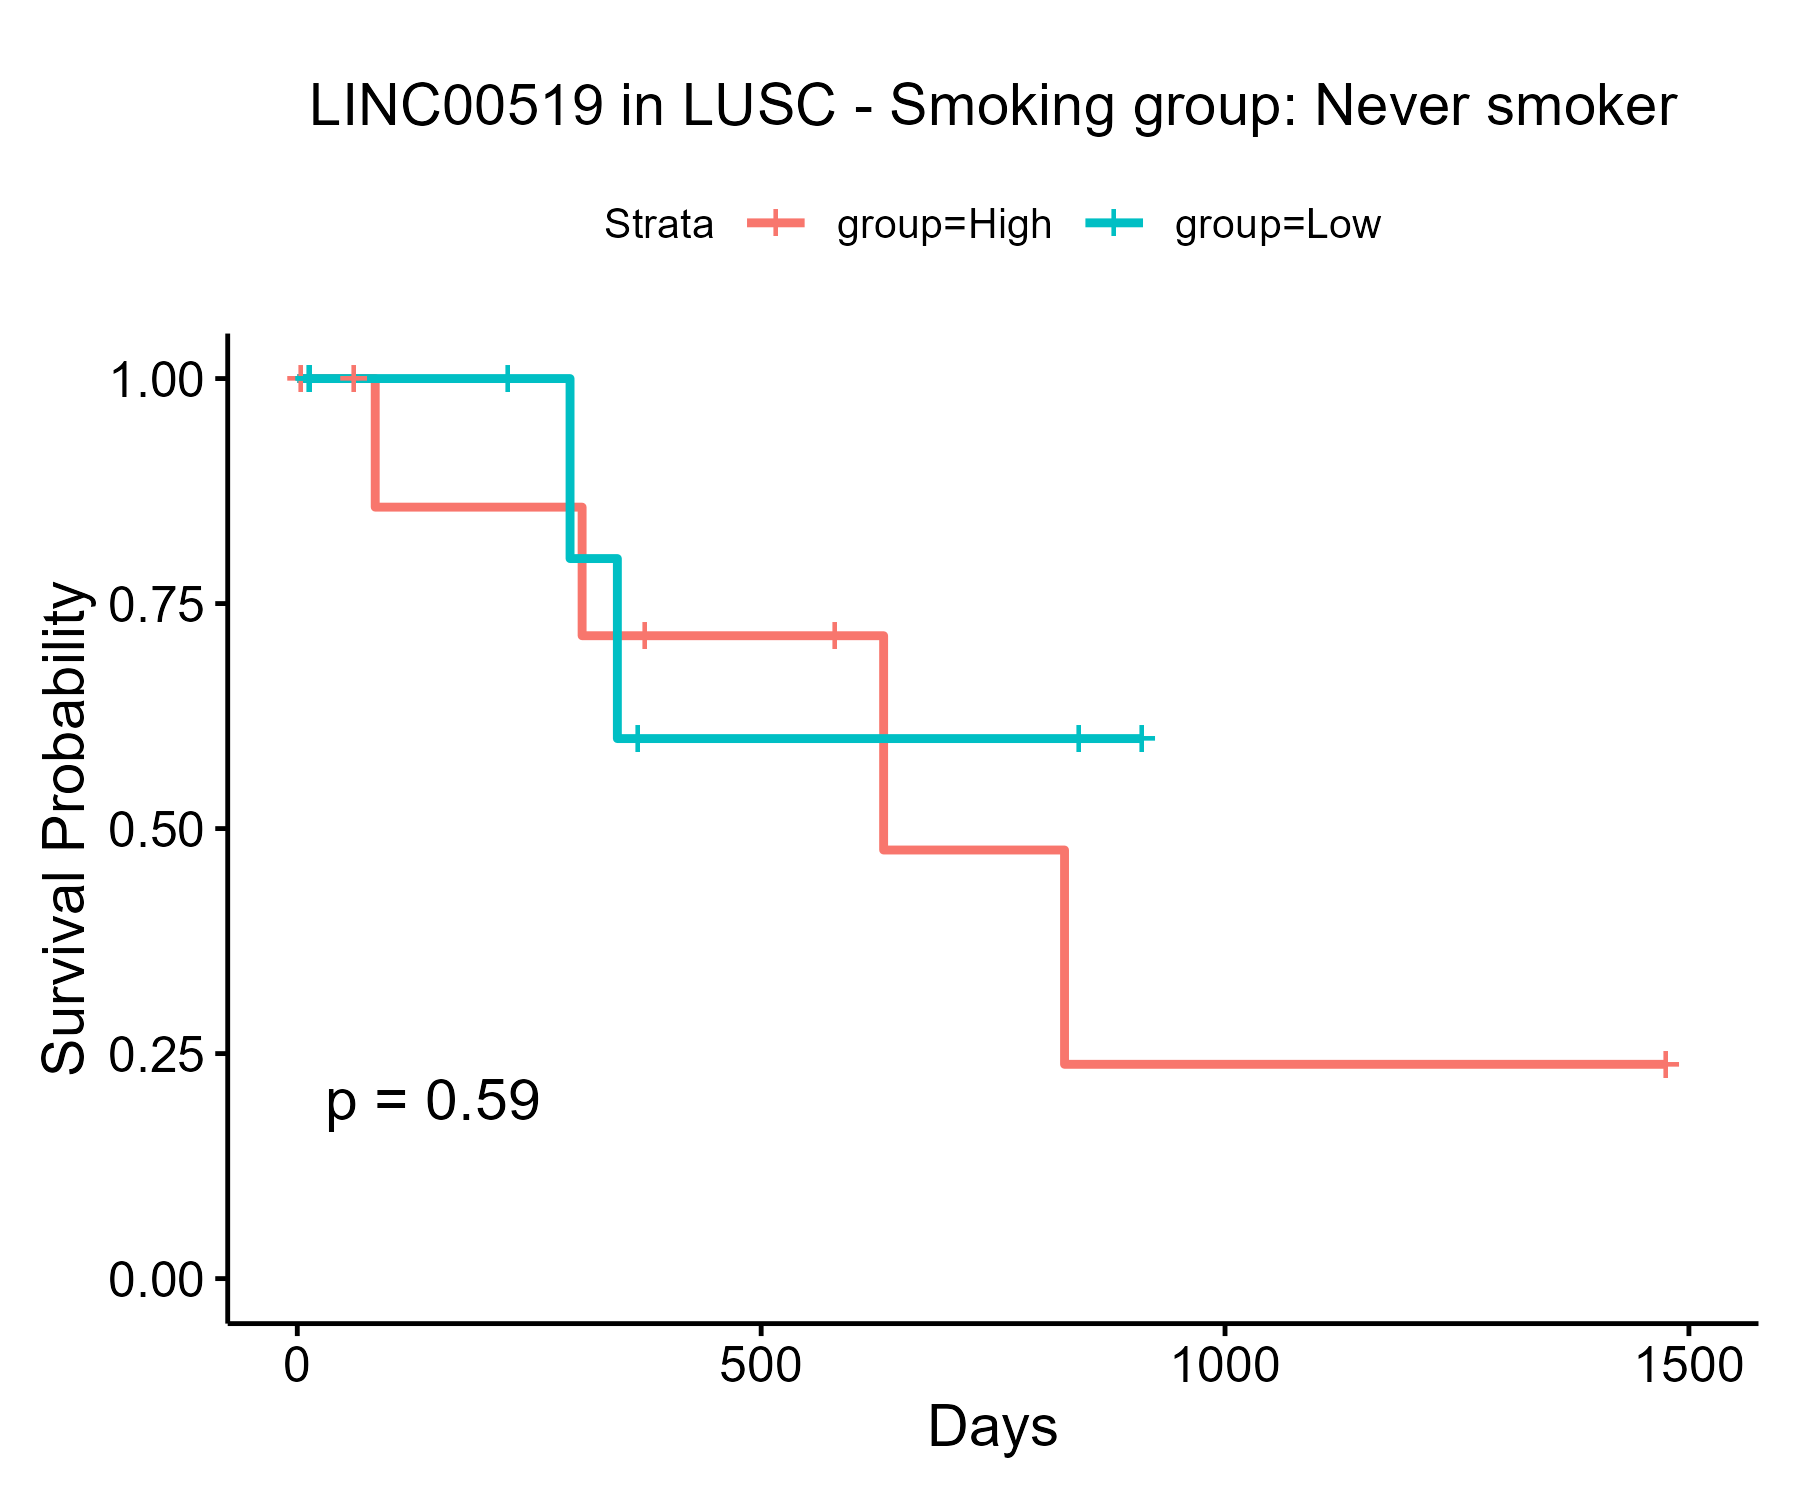 LINC00519 in LUSC - Smoking group: Never smoker
Strata group=High group=Low
Survival Probability
1.00
0.75
0.50
0.25
0.00
p = 0.59
0 500 1000 1500
Days